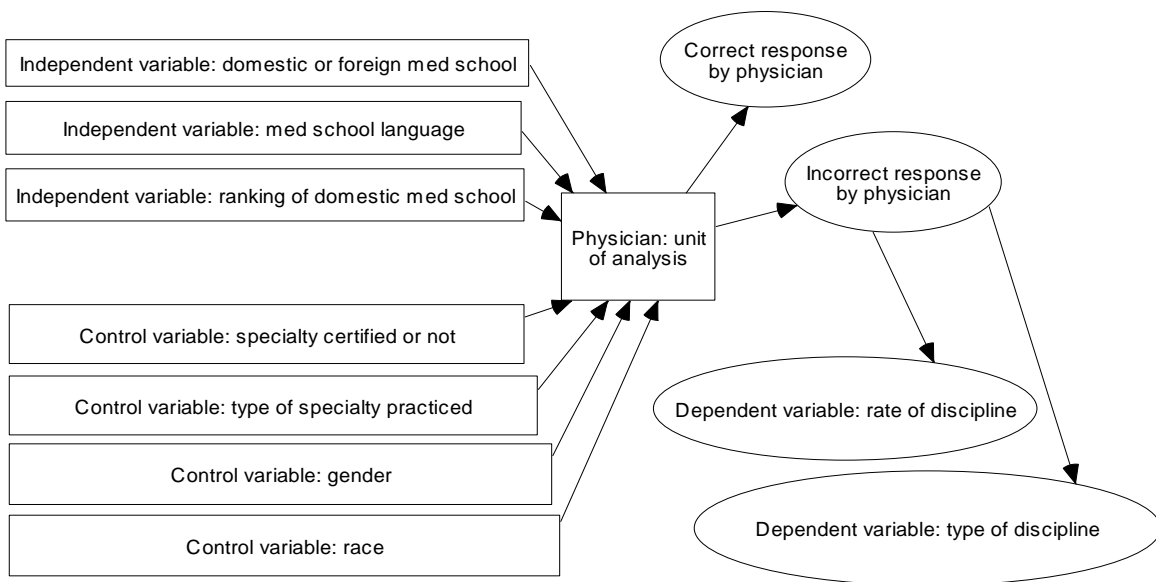 Independent variable: domestic or foreign med school
Independent variable: med school language
Independent variable: ranking of domestic med school
Control variable: specialty certified or not
Control variable: type of specialty practiced
Control variable: gender
Control variable: race
Physician: unit
of analysis
Correct response
by physician
Incorrect response
by physician
Dependent variable: rate of discipline
Dependent variable: type of discipline